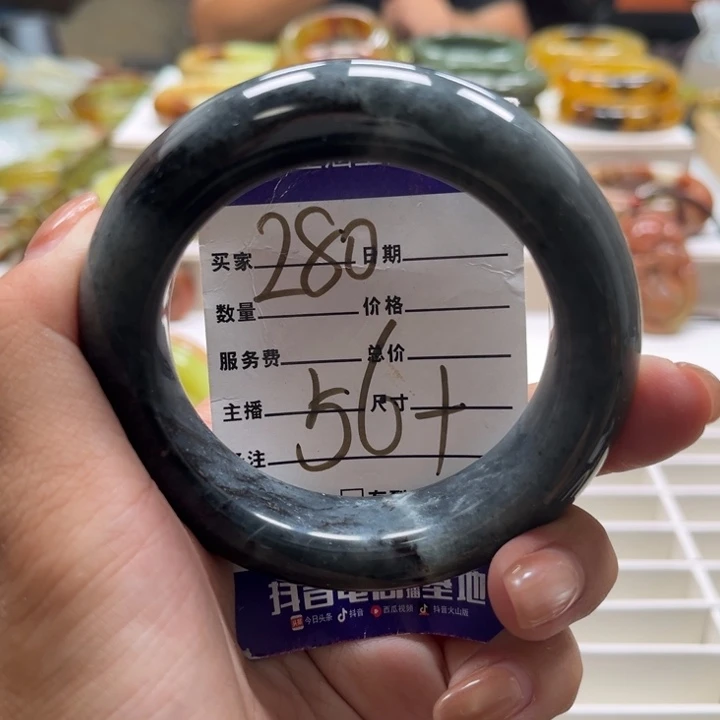 280
买家 日期
数量 价格
服务费 总价
主播 尺寸
56+
注
抖音电商直播基地
今日头条 抖音 西瓜视频 抖音火山版